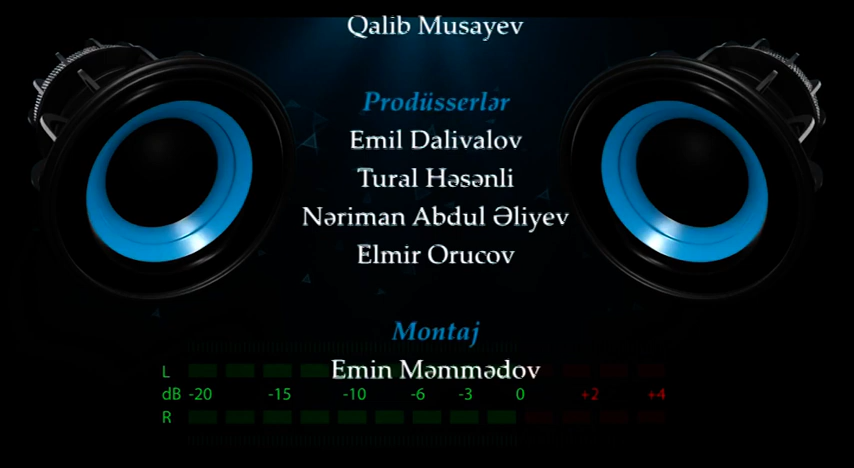 Qalib Musayev
Prodüsserlər
Emil Dalivalov
Tural Həsənli
Nəriman Abdul Əliyev
Elmir Orucov
Montaj
Emin Məmmədov
L
dB -20 -15 -10 -6 -3 0 +2 +4
R